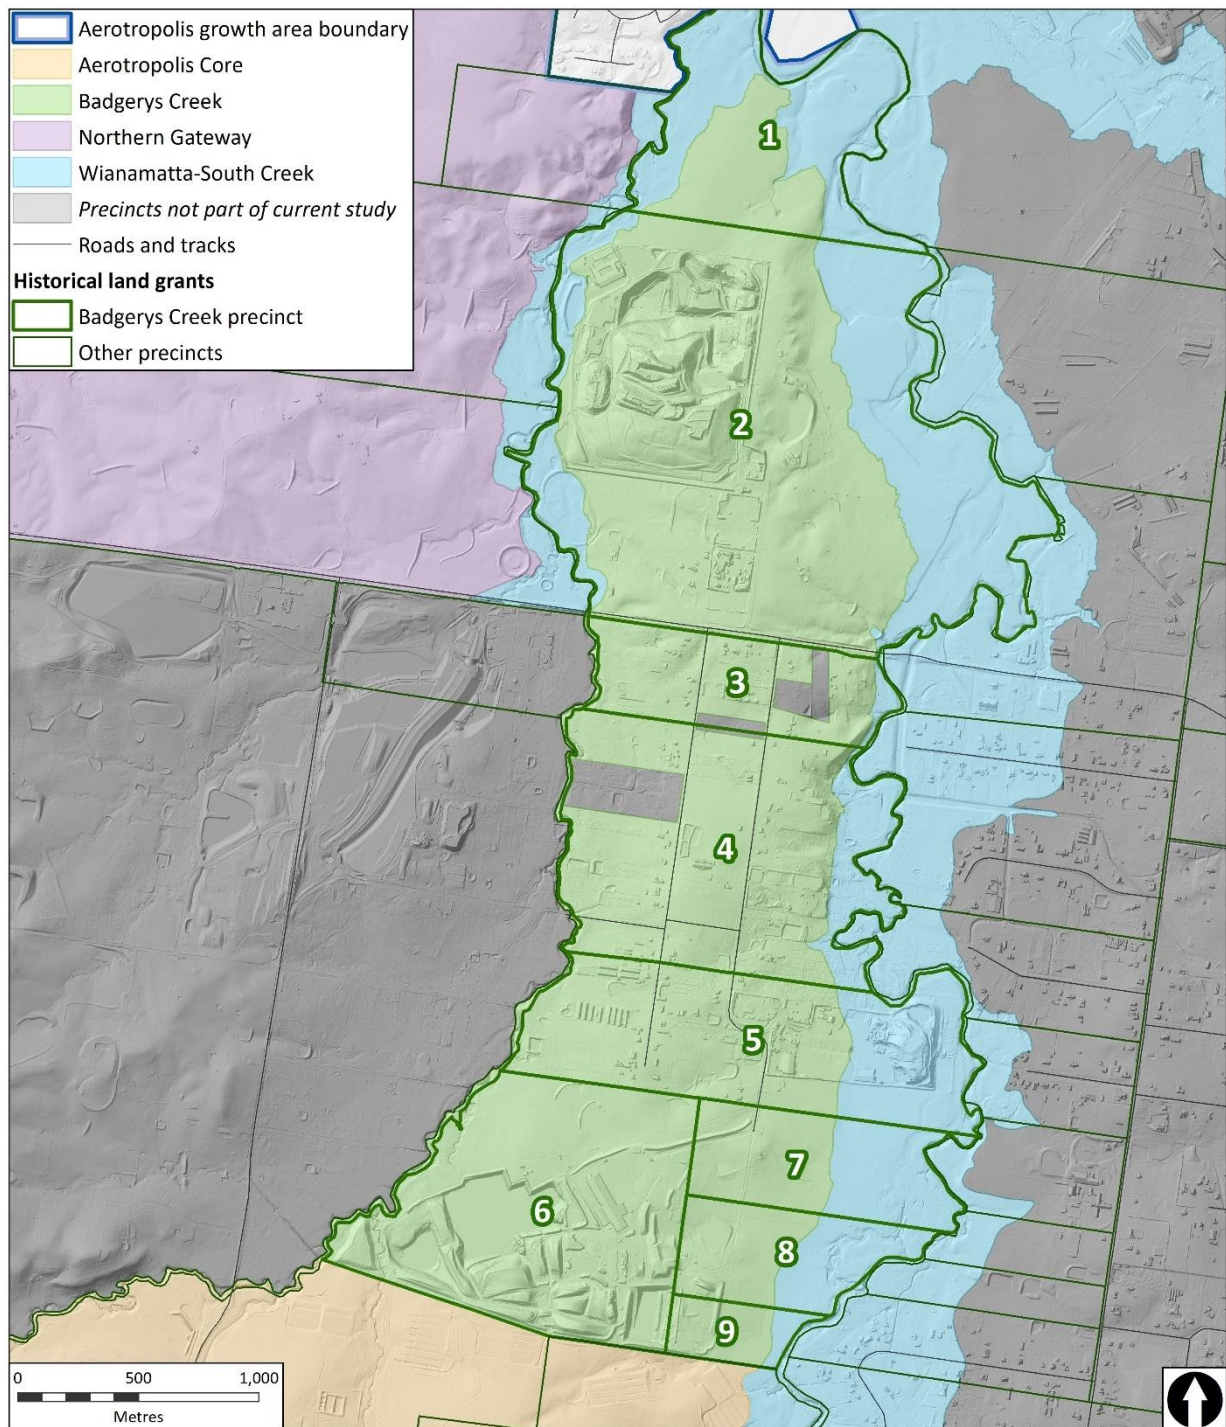 Aerotropolis growth area boundary
Aerotropolis Core
Badgerys Creek
Northern Gateway
Wianamatta-South Creek
Precincts not part of current study
Roads and tracks
Historical land grants
Badgerys Creek precinct
Other precincts
1
2
3
4
5
6
7
8
9
0 500 1,000
Metres